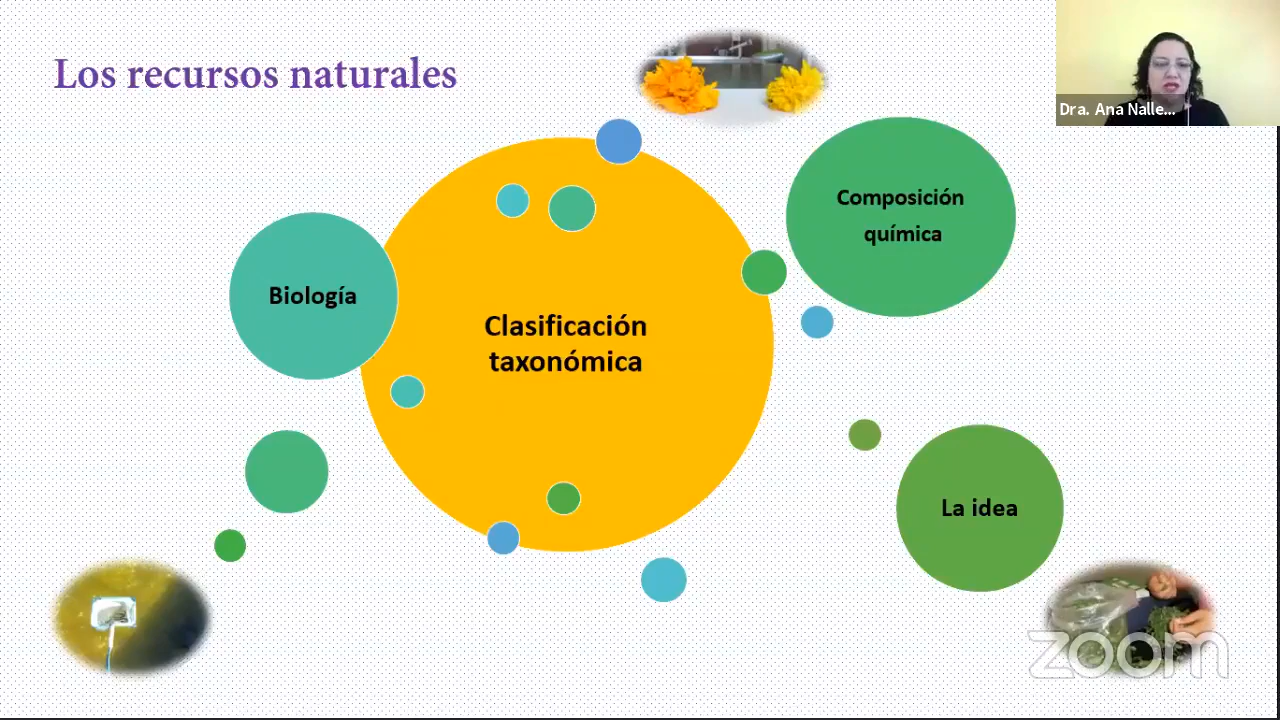 Los recursos naturales
Dra. Ana Nalle...
Composición
química
Biología
Clasificación
taxonómica
La idea
zoom